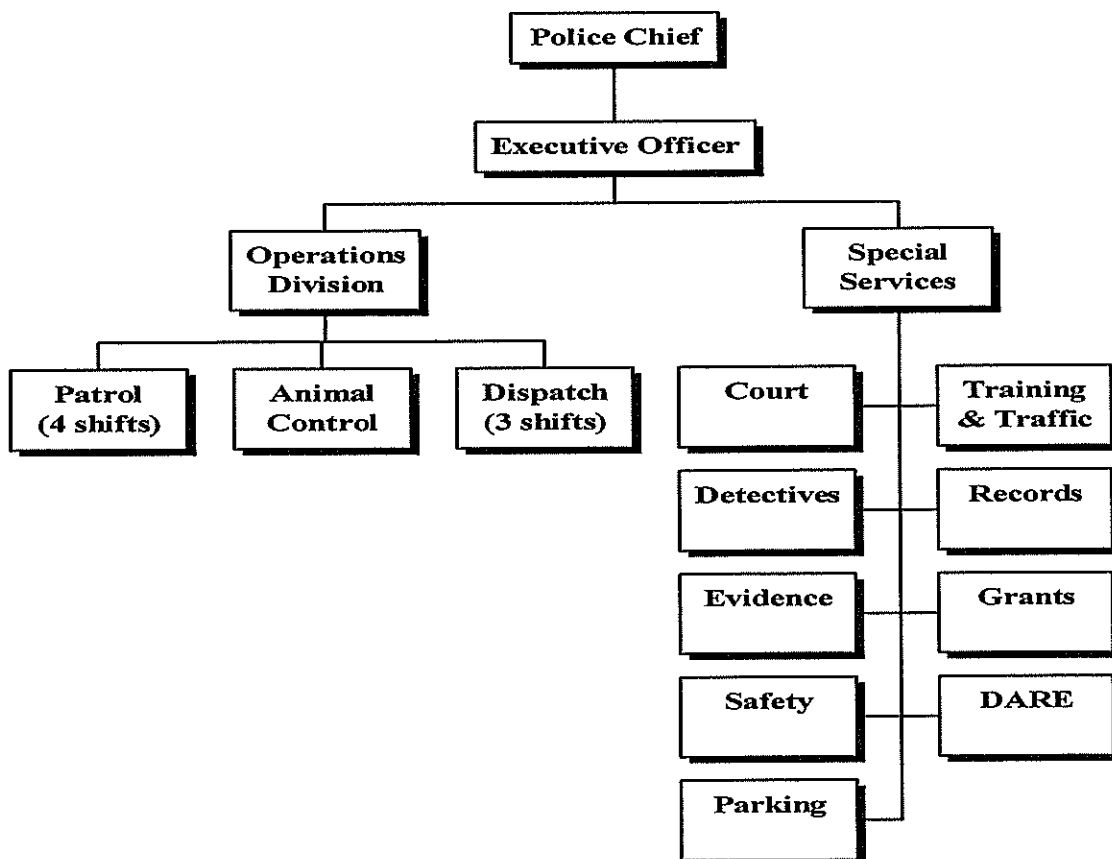 Police Chief
Executive Officer
Operations
Division
Special
Services
Patrol
(4 shifts)
Animal
Control
Dispatch
(3 shifts)
Court
Training
& Traffic
Detectives
Records
Evidence
Grants
Safety
DARE
Parking